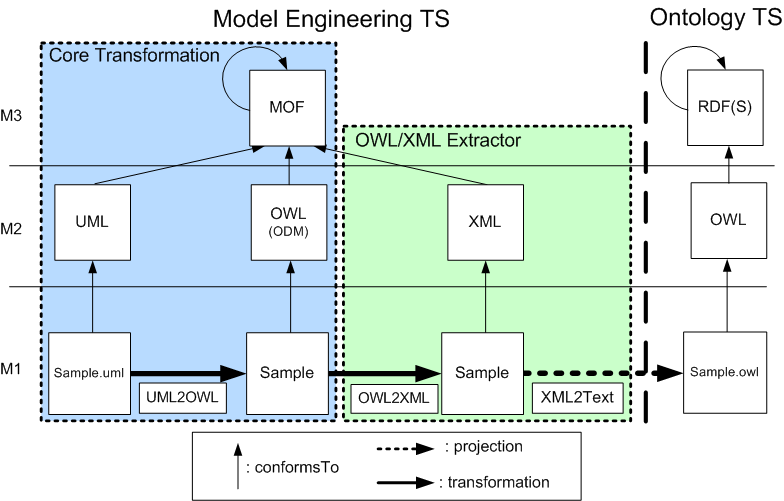 Model Engineering TS
Ontology TS
Core Transformation
M3
MOF
RDF(S)
OWL/XML Extractor
M2
UML
OWL
(ODM)
XML
OWL
M1
Sample.uml
Sample
Sample
Sample.owl
UML2OWL
OWL2XML
XML2Text
: conformsTo
: projection
: transformation